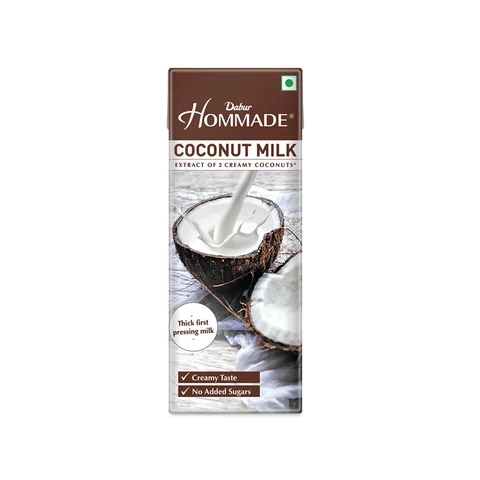 Dabur
HOMMADE®
COCONUT MILK
EXTRACT OF 2 CREAMY COCONUTS*
Thick first
pressing milk
✓ Creamy Taste
✓ No Added Sugars